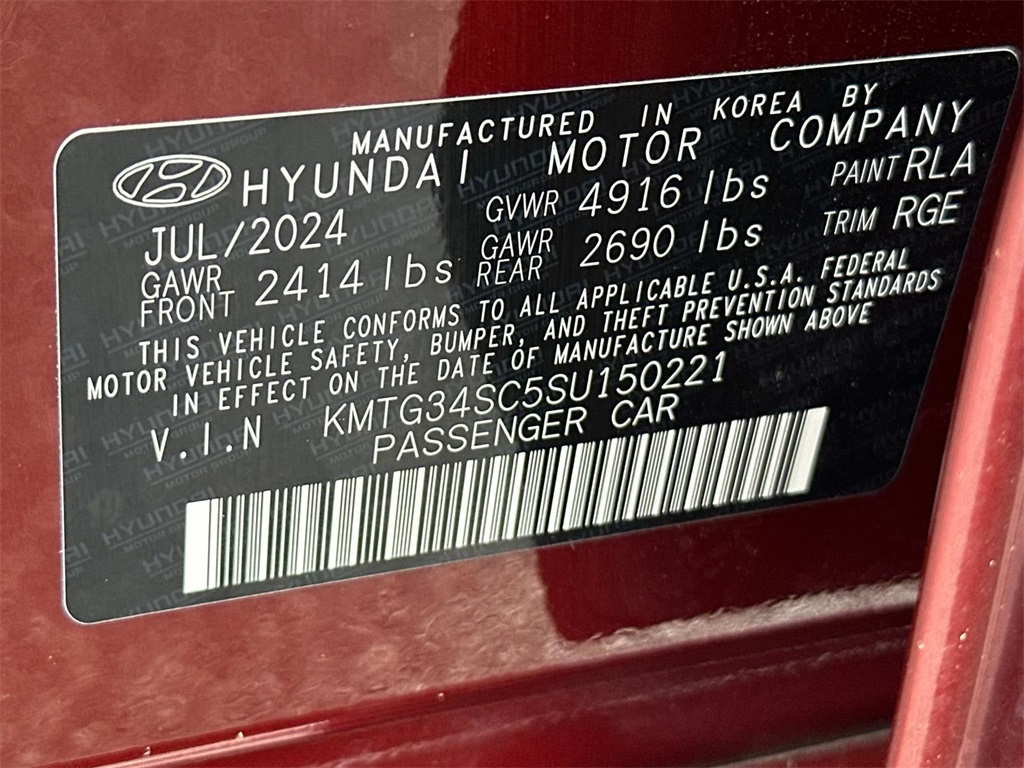 MANUFACTURED IN KOREA BY
HYUNDAI MOTOR COMPANY
JUL/2024 GVWR 4916 lbs PAINT RLA
GAWR FRONT 2414 lbs GAWR REAR 2690 lbs TRIM RGE
THIS VEHICLE CONFORMS TO ALL APPLICABLE U.S.A. FEDERAL
MOTOR VEHICLE SAFETY, BUMPER, AND THEFT PREVENTION STANDARDS
IN EFFECT ON THE DATE OF MANUFACTURE SHOWN ABOVE
V.I.N KMTG34SC5SU150221
PASSENGER CAR